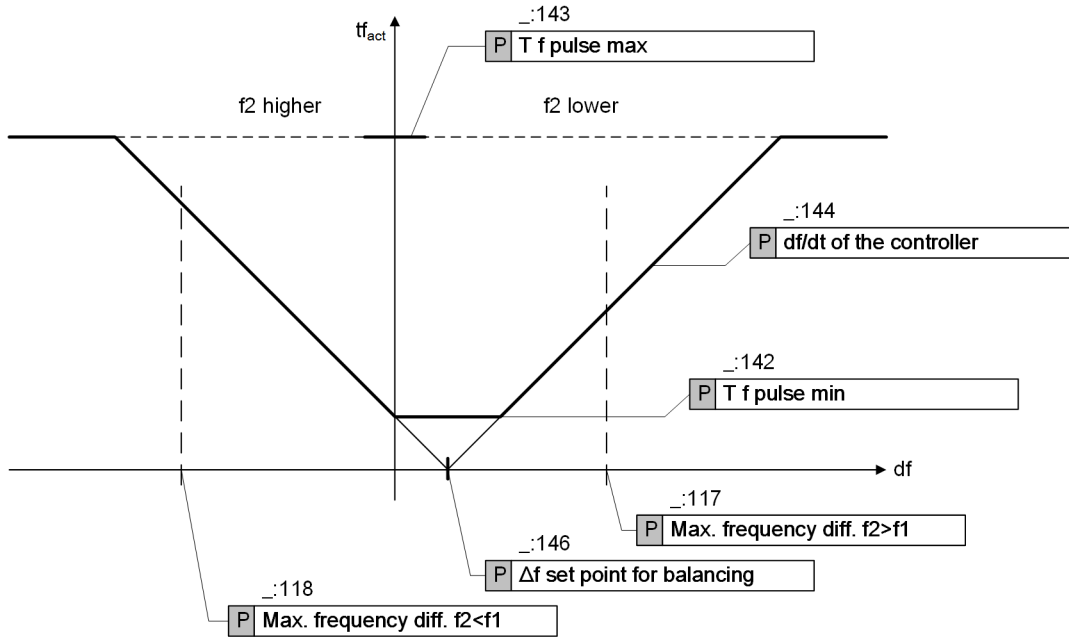 _:143
tfact
P T f pulse max
f2 higher
f2 lower
_:144
P df/dt of the controller
_:142
P T f pulse min
df
_:117
P Max. frequency diff. f2>f1
_:146
P Δf set point for balancing
_:118
P Max. frequency diff. f2<f1